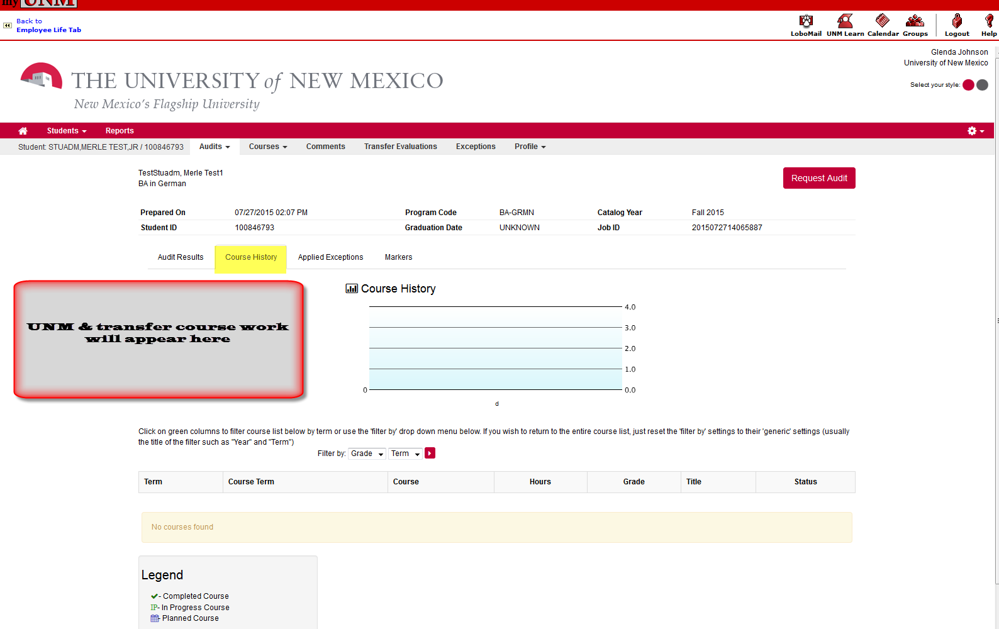 my UNM
Back to
Employee Life Tab
LoboMail UNM Learn Calendar Groups Logout Help
Glenda Johnson
University of New Mexico
Select your style:
THE UNIVERSITY of NEW MEXICO
New Mexico's Flagship University
Students Reports
Student: STUADM,MERLE TEST,JR / 100846793 Audits Courses Comments Transfer Evaluations Exceptions Profile
TestStuadm, Merle Test1
BA in German
Request Audit
Prepared On 07/27/2015 02:07 PM Program Code BA-GRMN Catalog Year Fall 2015
Student ID 100846793 Graduation Date UNKNOWN Job ID 2015072714065887
Audit Results Course History Applied Exceptions Markers
UNM & transfer course work
will appear here
Course History
4.0
3.0
2.0
1.0
0 0.0
d
Click on green columns to filter course list below by term or use the 'filter by' drop down menu below. If you wish to return to the entire course list, just reset the 'filter by' settings to their 'generic' settings (usually
the title of the filter such as "Year" and "Term")
Filter by: Grade Term
Term Course Term Course Hours Grade Title Status
No courses found
Legend
- Completed Course
IP- In Progress Course
- Planned Course